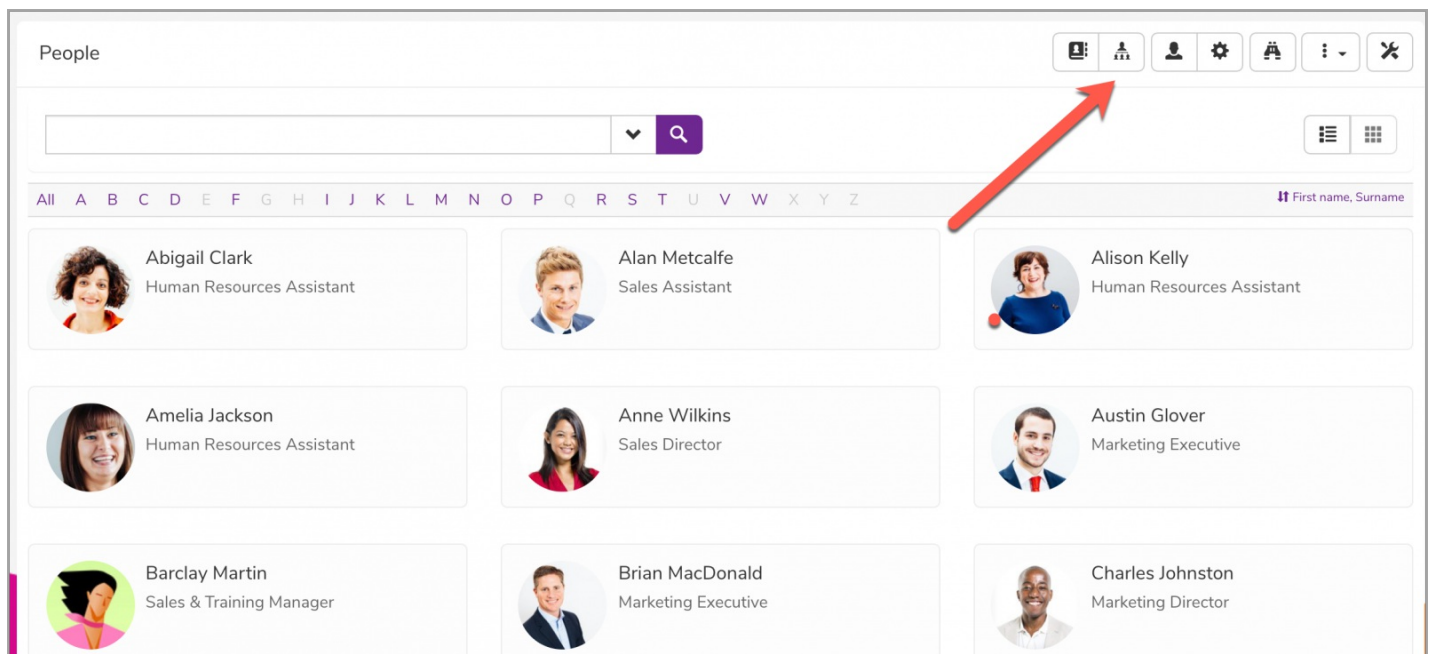 People
All A B C D E F G H I J K L M N O P Q R S T U V W X Y Z
First name, Surname
Abigail Clark
Human Resources Assistant
Alan Metcalfe
Sales Assistant
Alison Kelly
Human Resources Assistant
Amelia Jackson
Human Resources Assistant
Anne Wilkins
Sales Director
Austin Glover
Marketing Executive
Barclay Martin
Sales & Training Manager
Brian MacDonald
Marketing Executive
Charles Johnston
Marketing Director